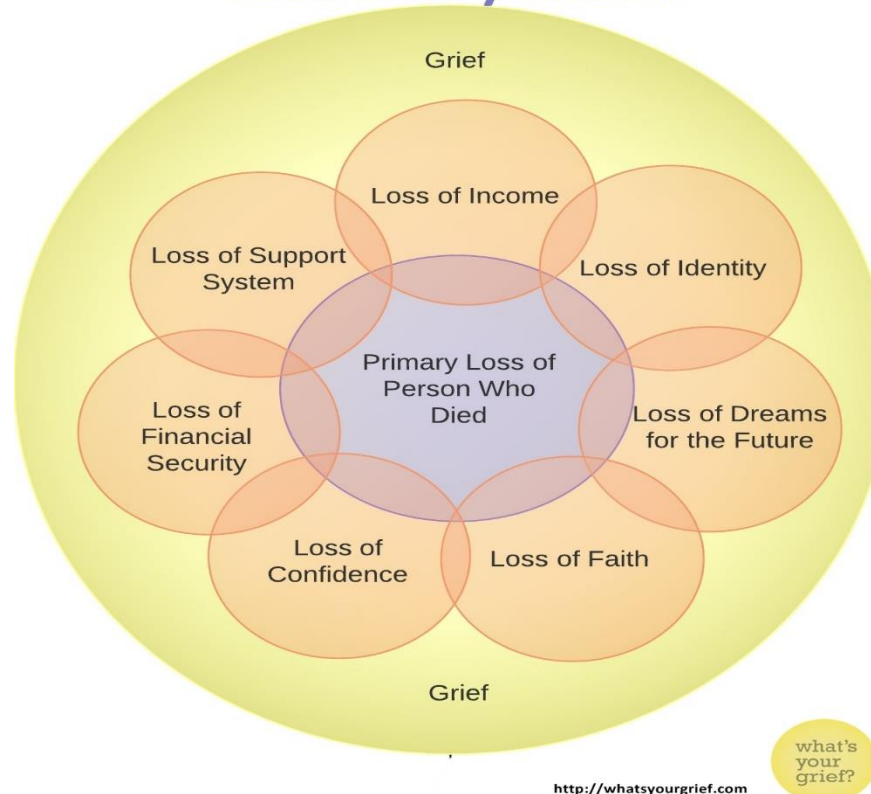 Grief
Loss of Income
Loss of Support
System
Loss of Identity
Primary Loss of
Person Who
Died
Loss of
Financial
Security
Loss of Dreams
for the Future
Loss of
Confidence
Loss of Faith
Grief
what's
your
grief?
http://whatsyourgrief.com